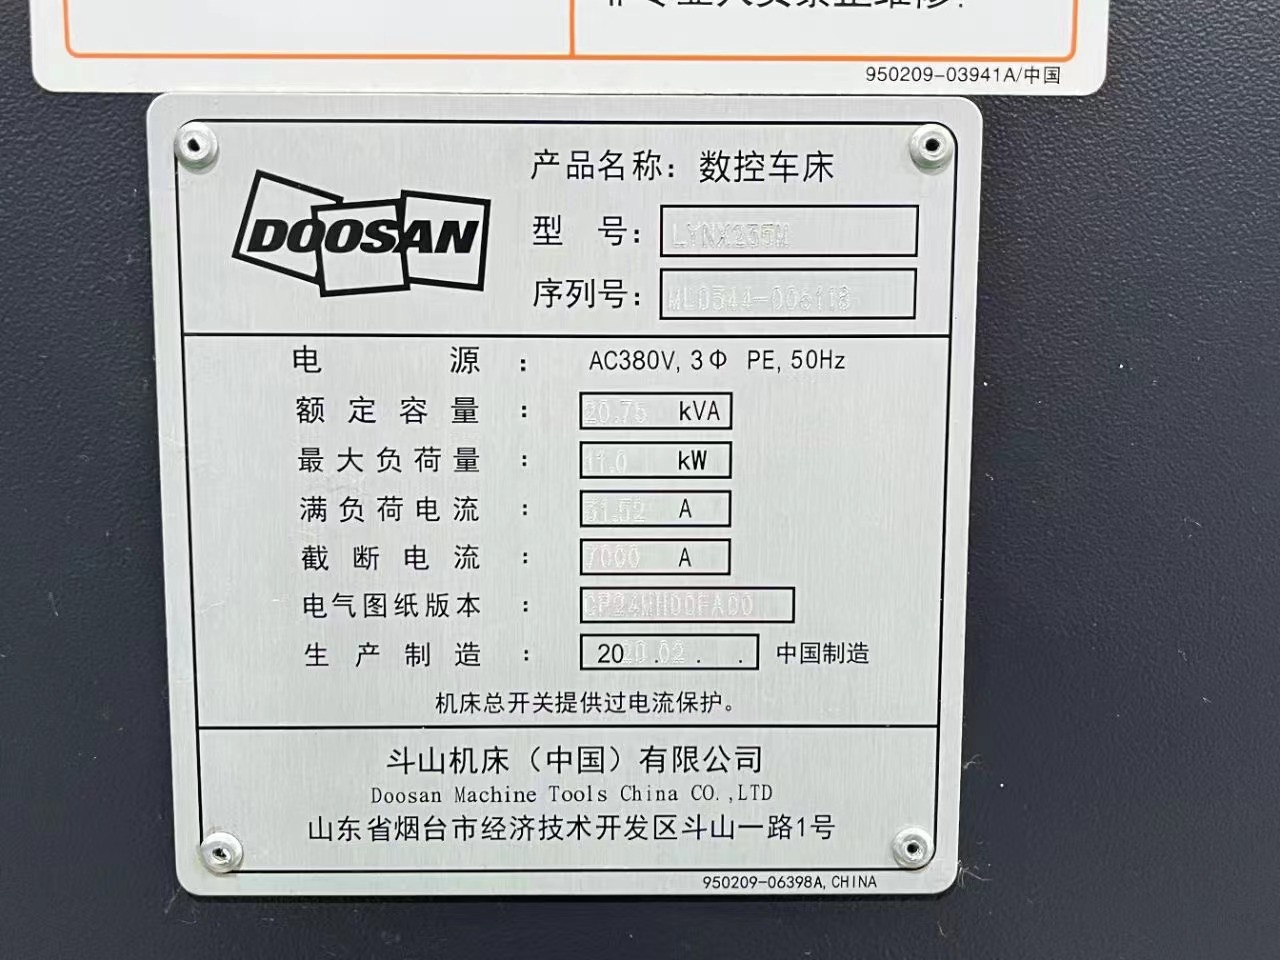 950209-03941A/中国
DOOSAN
产品名称：数控车床
型 号：LYNX235M
序列号：ML0344-006118
电 源 ： AC380V, 3Φ PE, 50Hz
额定容量 ： 20.75 kVA
最大负荷量 ： 11.0 kW
满负荷电流 ： 31.52 A
截断电流 ： 7000 A
电气图纸版本 ：
生产制造 ： 2020.02. . 中国制造
机床总开关提供过电流保护。
斗山机床（中国）有限公司
Doosan Machine Tools China CO.,LTD
山东省烟台市经济技术开发区斗山一路1号
950209-06398A, CHINA